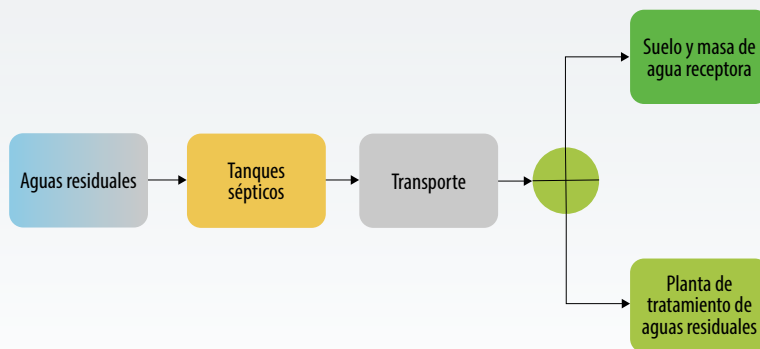 Suelo y masa de
agua receptora
Aguas residuales
Tanques
sépticos
Transporte
Planta de
tratamiento de
aguas residuales